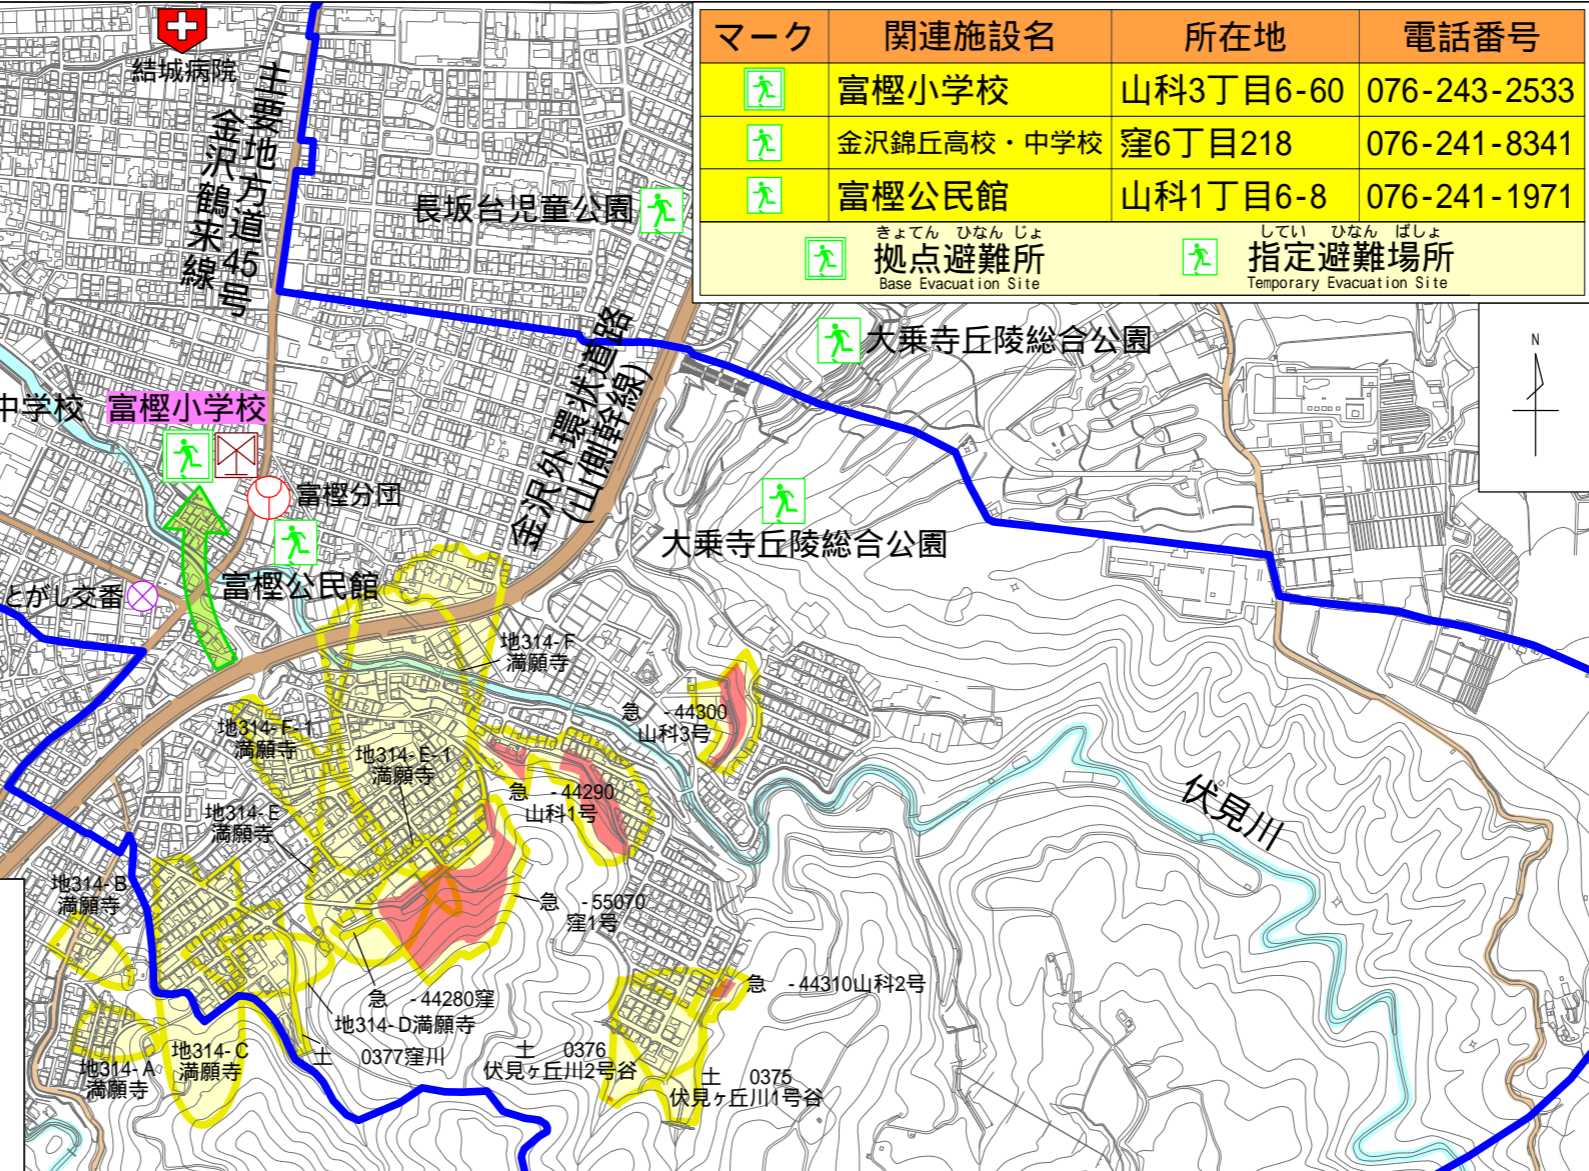 マーク 関連施設名 所在地 電話番号
富樫小学校 山科3丁目6-60 076-243-2533
金沢錦丘高校・中学校 窪6丁目218 076-241-8341
富樫公民館 山科1丁目6-8 076-241-1971
きょてん ひなん じょ
拠点避難所
Base Evacuation Site
してい ひなん ばしょ
指定避難場所
Temporary Evacuation Site
結城病院
主要地方道45号
金沢鶴来線
長坂台児童公園
大乗寺丘陵総合公園
N
金沢外環状道路
(山側幹線)
中学校
富樫小学校
富樫分団
大乗寺丘陵総合公園
富樫公民館
とがし交番
地314-F
満願寺
急 -44300
山科3号
地314-F-1
満願寺
地314-E-1
満願寺
急 -44290
山科1号
伏見川
地314-E
満願寺
地314-B
満願寺
急 -55070
窪1号
急 -44280窪
急 -44310山科2号
地314-D満願寺
地314-C
満願寺
土 0377窪川
土 0376
伏見ヶ丘川2号谷
地314-A
満願寺
土 0375
伏見ヶ丘川1号谷